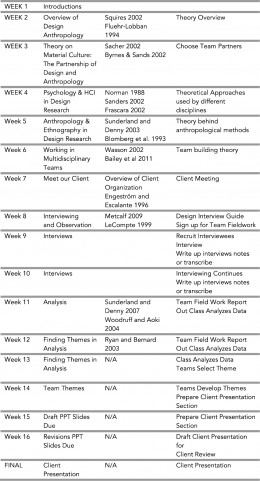 WEEK 1 Introductions
WEEK 2 Overview of Squires 2002 Theory Overview
Design Fluehr-Lobban
Anthropology 1994
WEEK 3 Theory on Sacher 2002 Choose Team Partners
Material Culture: Byrnes & Sands 2002
The Partnership of
Design and
Anthropology
WEEK 4 Psychology & HCI Norman 1988 Theoretical Approaches
in Design Sanders 2002 used by different
Research Frascara 2002 disciplines
Week 5 Anthropology & Sunderland and Theory behind
Ethnography in Denny 2003 anthropological methods
Design Research Blomberg et al. 1993
Week 6 Working in Wasson 2002 Team building theory
Multidisciplinary Bailey et al 2011
Teams
Week 7 Meet our Client Overview of Client Client Meeting
Organization
Engeström and
Escalante 1996
Week 8 Interviewing Metcalf 2009 Design Interview Guide
and Observation LeCompte 1999 Sign up for Team Fieldwork
Week 9 Interviews Recruit Interviewees
Interview
Write up interviews notes
or transcribe
Week 10 Interviews Interviewing Continues
Write up interviews notes
or transcribe
Week 11 Analysis Sunderland and Team Field Work Report
Denny 2007 Out Class Analyzes Data
Woodruff and Aoki
2004
Week 12 Finding Themes in Ryan and Bernard Team Field Work Report
Analysis 2003 Out Class Analyzes Data
Week 13 Finding Themes in N/A Class Analyzes Data
Analysis Teams Select Theme
Week 14 Team Themes N/A Teams Develop Themes
Prepare Client Presentation
Section
Week 15 Draft PPT Slides N/A Prepare Client Presentation
Due Section
Week 16 Revisions PPT N/A Draft Client Presentation
Slides Due for
Client Review
FINAL Client N/A Client Presentation
Presentation